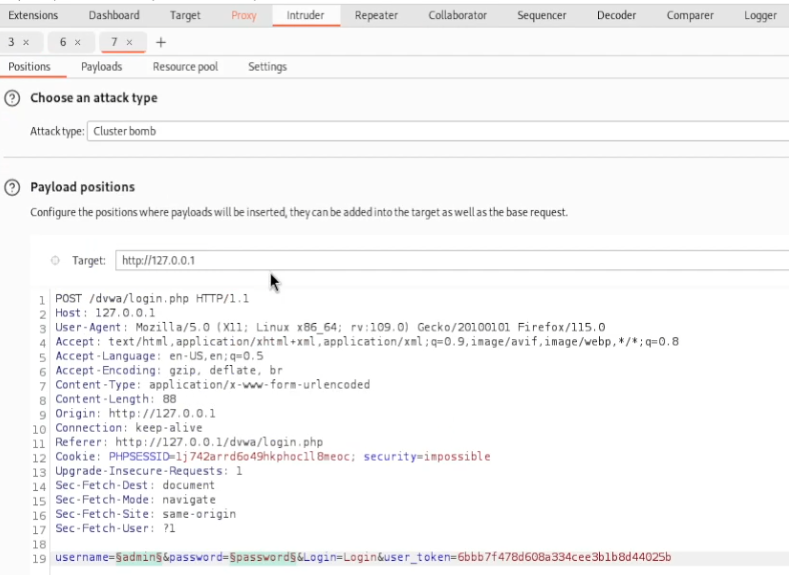 Extensions Dashboard Target Proxy Intruder Repeater Collaborator Sequencer Decoder Comparer Logger
3 × 6 × 7 × +
Positions Payloads Resource pool Settings
? Choose an attack type
Attack type: Cluster bomb
? Payload positions
Configure the positions where payloads will be inserted, they can be added into the target as well as the base request.
Target: http://127.0.0.1
1 POST /dvwa/login.php HTTP/1.1
2 Host: 127.0.0.1
3 User-Agent: Mozilla/5.0 (X11; Linux x86_64; rv:109.0) Gecko/20100101 Firefox/115.0
4 Accept: text/html,application/xhtml+xml,application/xml;q=0.9,image/avif,image/webp,*/*;q=0.8
5 Accept-Language: en-US,en;q=0.5
6 Accept-Encoding: gzip, deflate, br
7 Content-Type: application/x-www-form-urlencoded
8 Content-Length: 88
9 Origin: http://127.0.0.1
10 Connection: keep-alive
11 Referer: http://127.0.0.1/dvwa/login.php
12 Cookie: PHPSESSID=1j742arrd6o49hkphoc1l8meoc; security=impossible
13 Upgrade-Insecure-Requests: 1
14 Sec-Fetch-Dest: document
15 Sec-Fetch-Mode: navigate
16 Sec-Fetch-Site: same-origin
17 Sec-Fetch-User: ?1
18
19 username=§admin§&password=§password§&Login=Login&user_token=6bbb7f478d608a334cee3b1b8d44025b